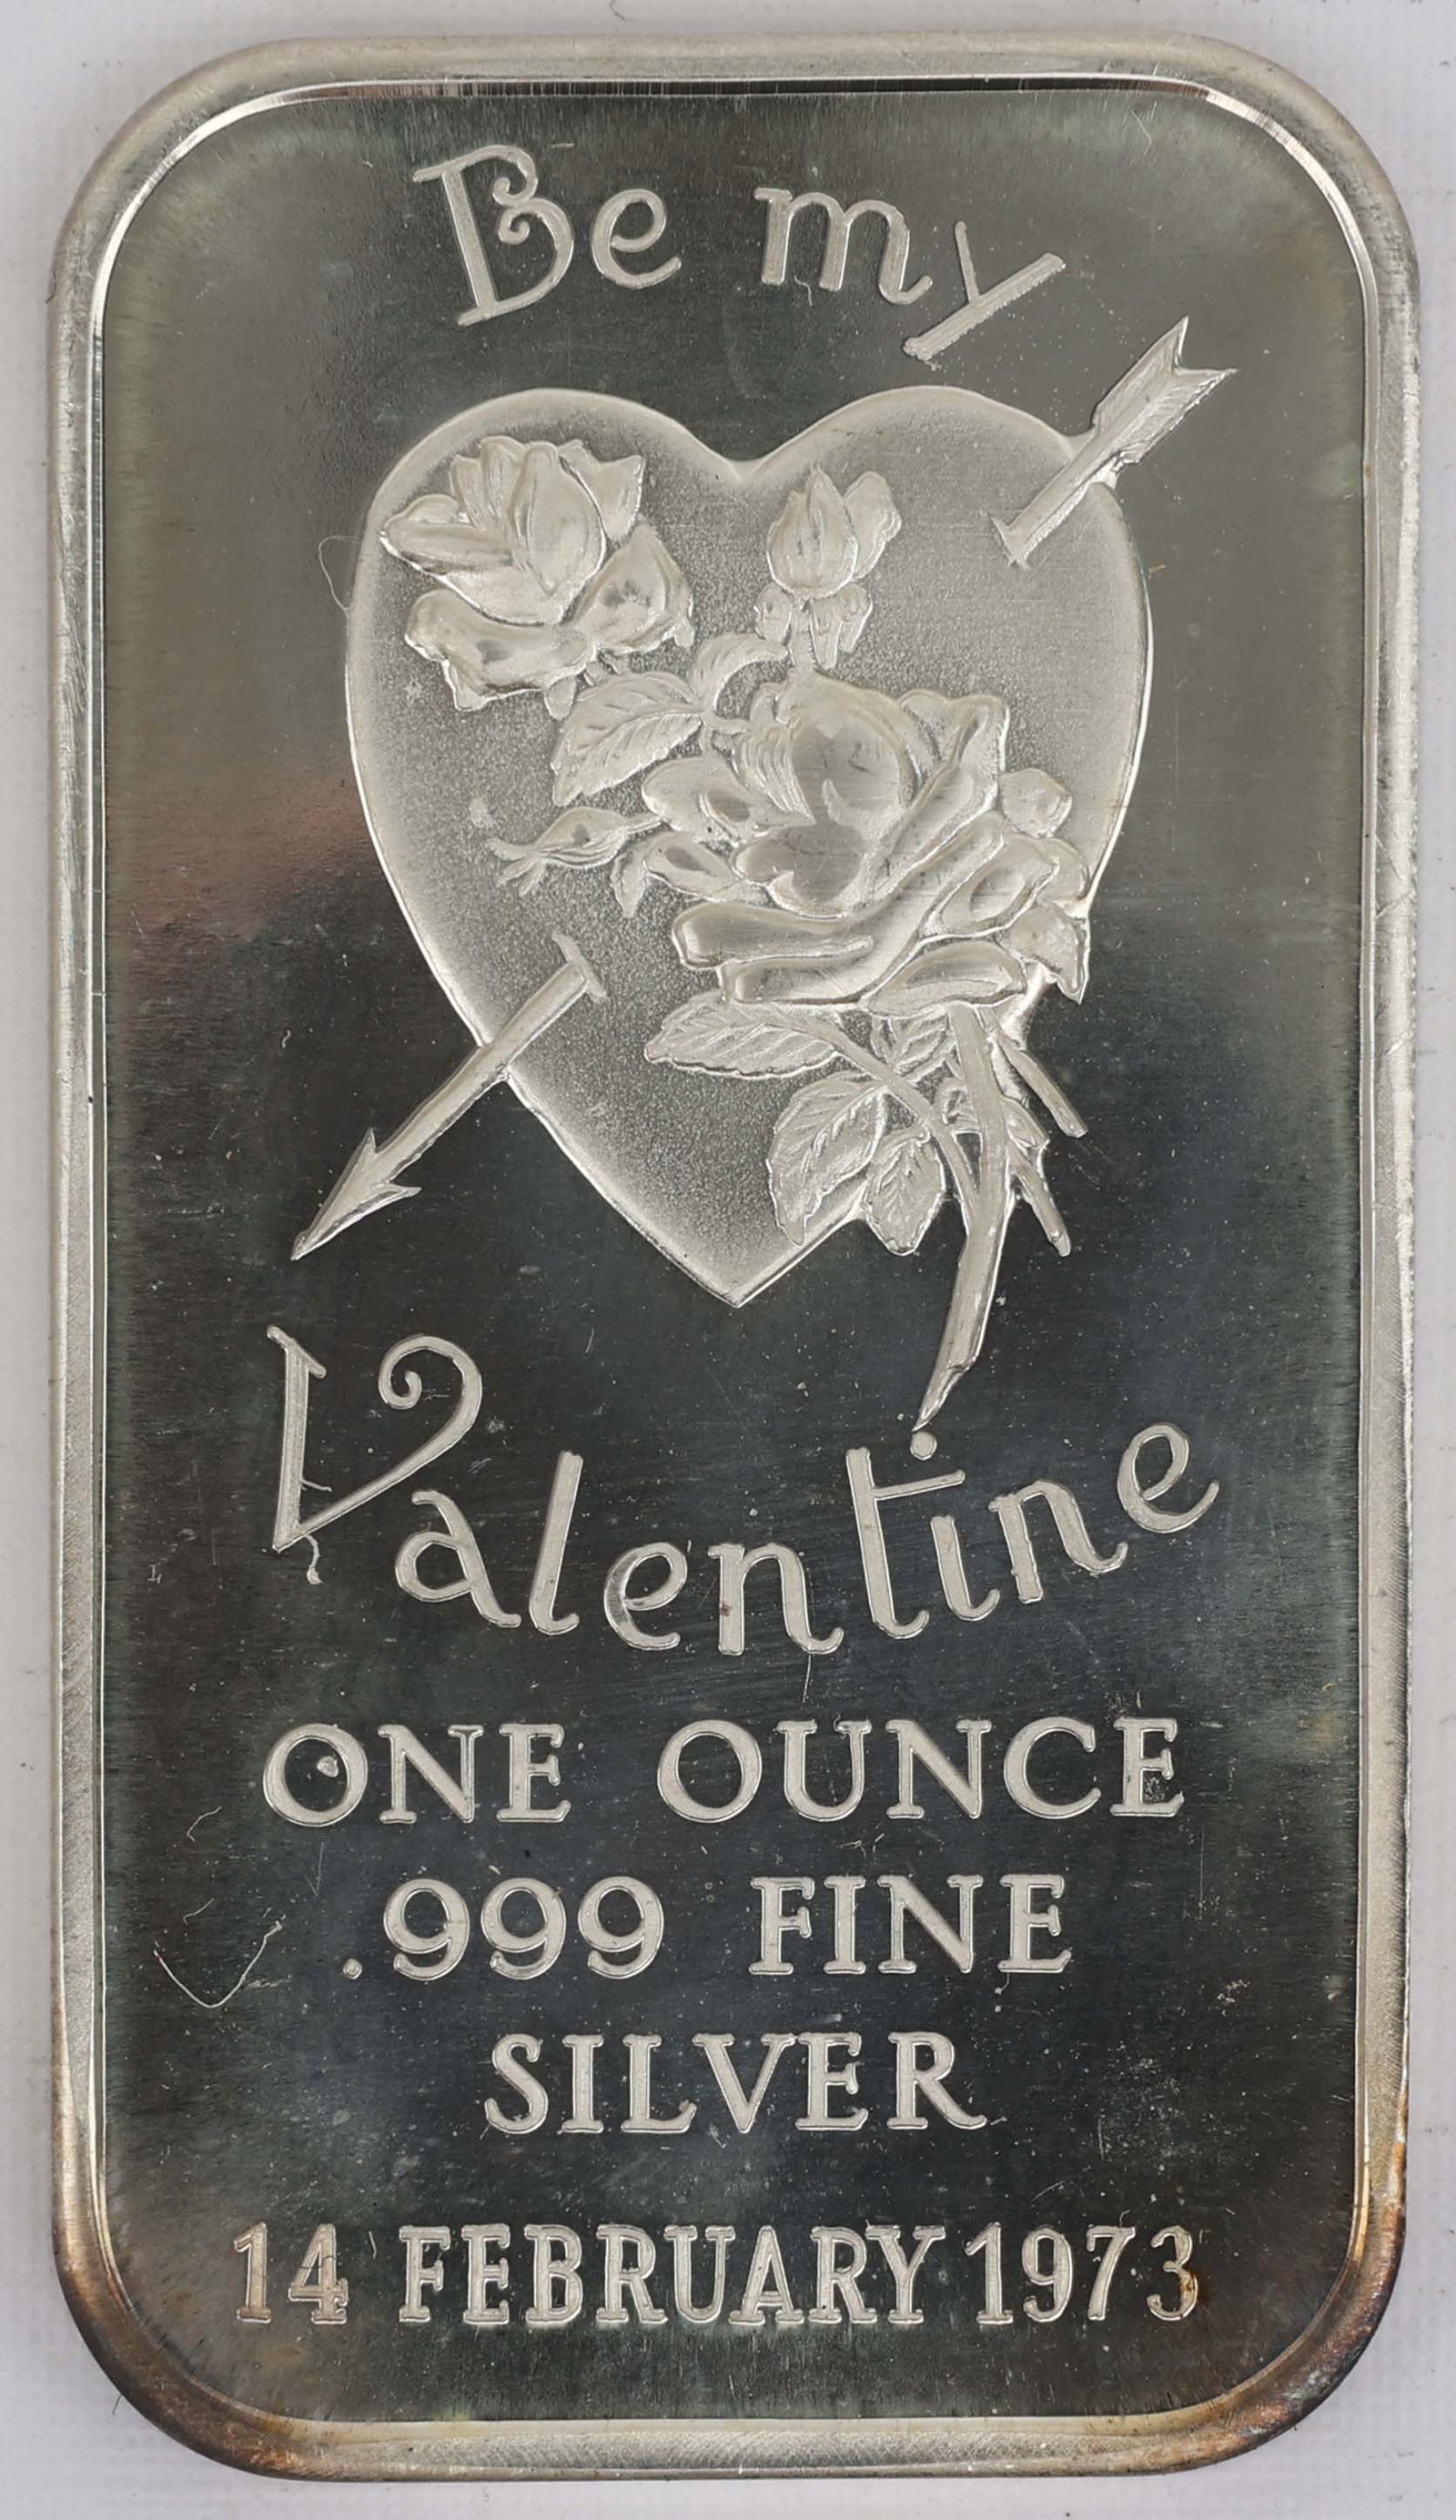 Be my
Valentine
ONE OUNCE
.999 FINE
SILVER
14 FEBRUARY 1973